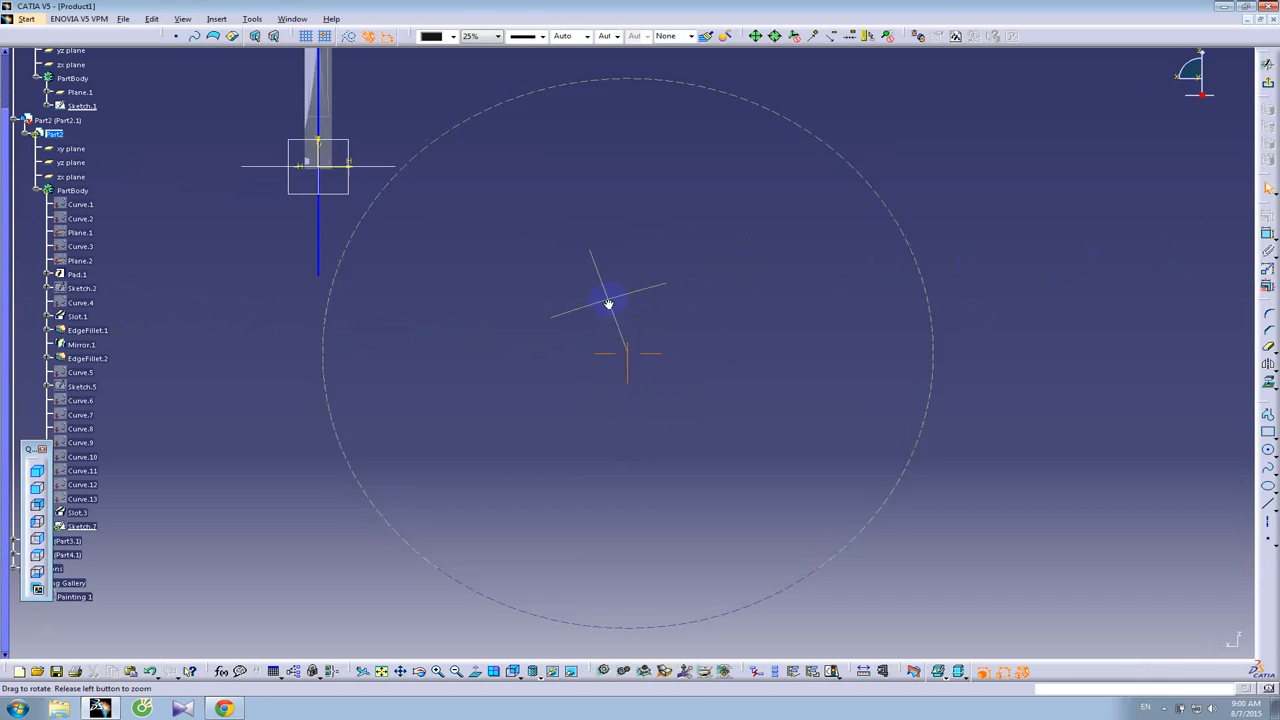 CATIA V5 - [Product1]
Start ENOVIA V5 VPM File Edit View Insert Tools Window Help
25% Auto Aut Aut None
yz plane
zx plane
PartBody
Plane.1
Sketch.1
Part2 (Part2.1)
Part2
xy plane
yz plane
zx plane
PartBody
Curve.1
Curve.2
Plane.1
Curve.3
Plane.2
Pad.1
Sketch.2
Curve.4
Slot.1
EdgeFillet.1
Mirror.1
EdgeFillet.2
Curve.5
Sketch.5
Curve.6
Curve.7
Curve.8
Q...
Curve.9
Curve.10
Curve.11
Curve.12
Curve.13
Slot.3
Sketch.7
(Part3.1)
(Part4.1)
ons
ng Gallery
Painting 1
H
z
x
y
z
x
f(x)
CATIA
Drag to rotate Release left button to zoom
EN
9:00 AM
8/7/2015